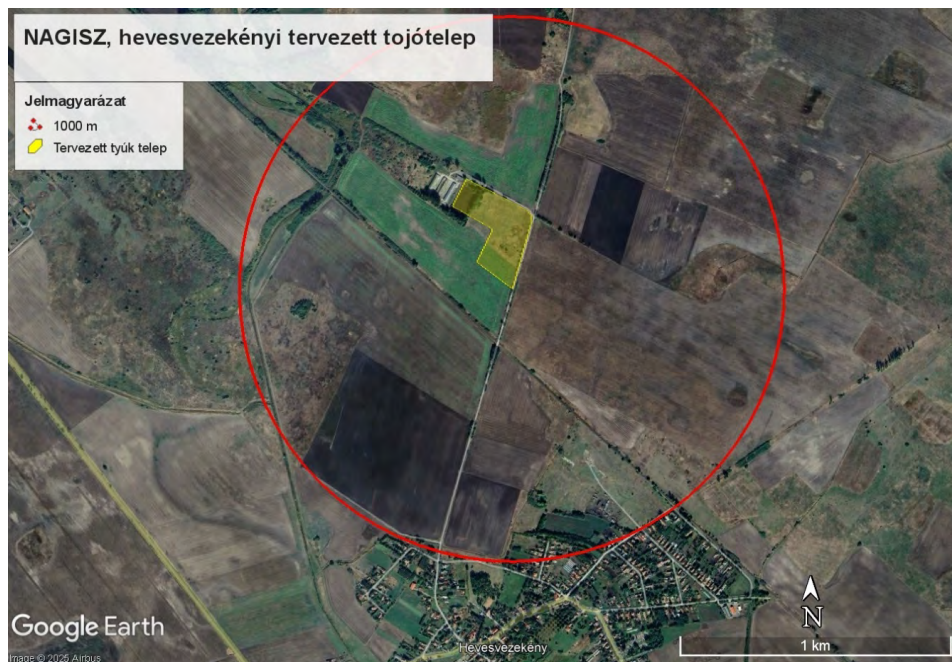 NAGISZ, hevesvezekényi tervezett tojótelep
Jelmagyarázat
1000 m
Tervezett tyúk telep
Hevesvezekény
N
1 km
Google Earth
Image © 2025 Airbus